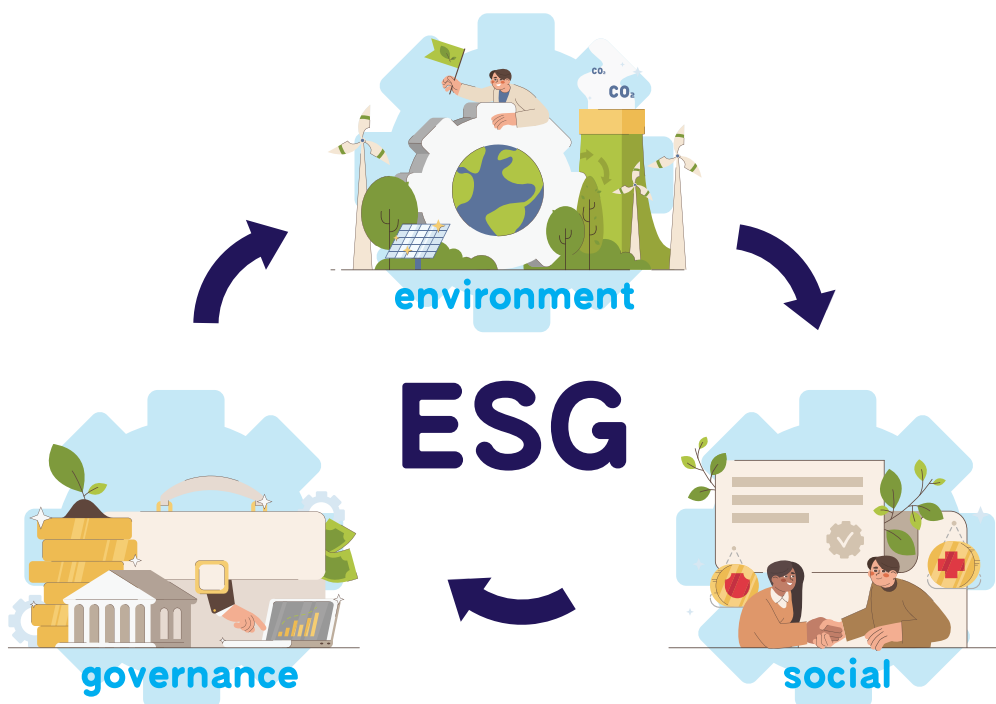 CO₂
CO₂
environment
ESG
governance
social